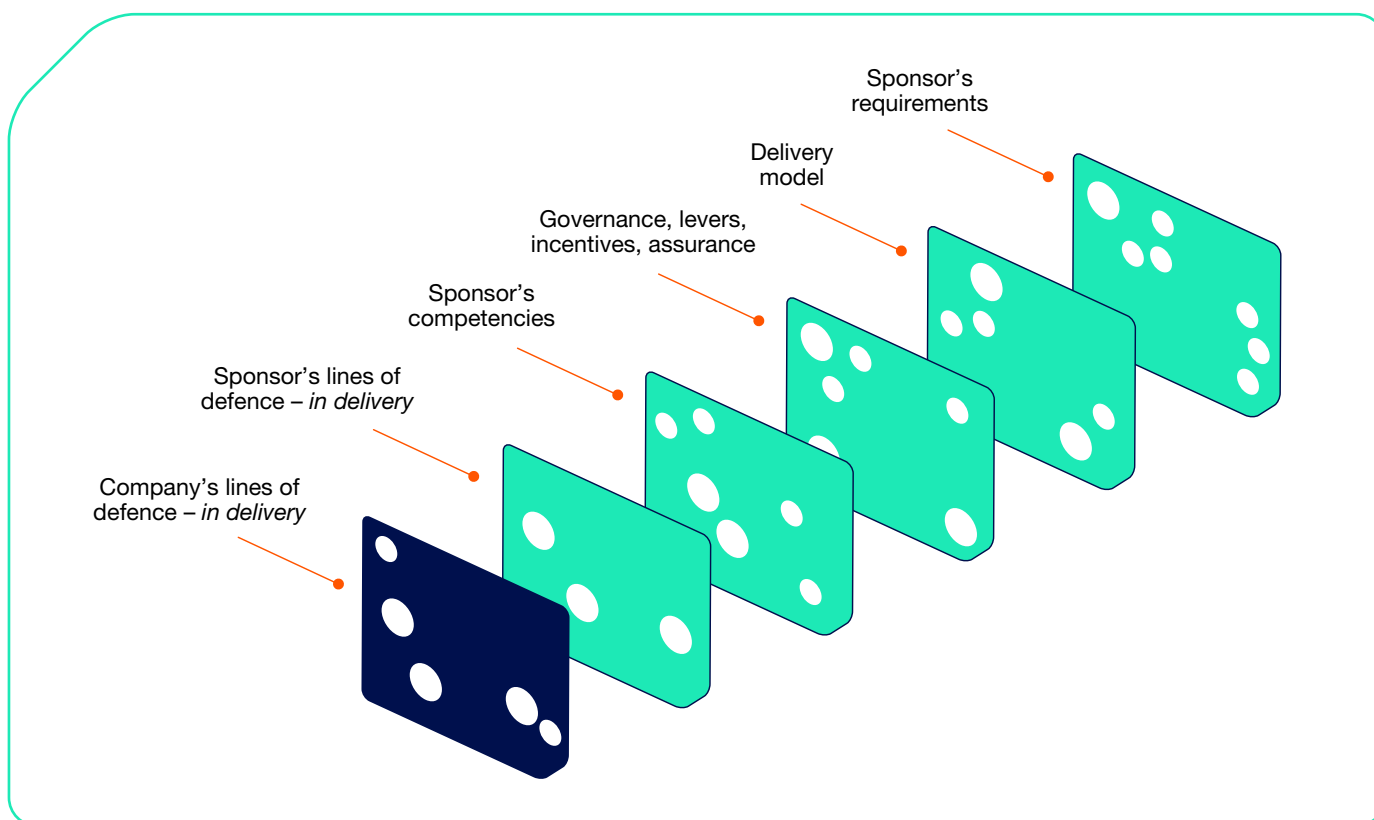 Sponsor’s
requirements
Delivery
model
Governance, levers,
incentives, assurance
Sponsor’s
competencies
Sponsor’s lines of
defence – in delivery
Company’s lines of
defence – in delivery